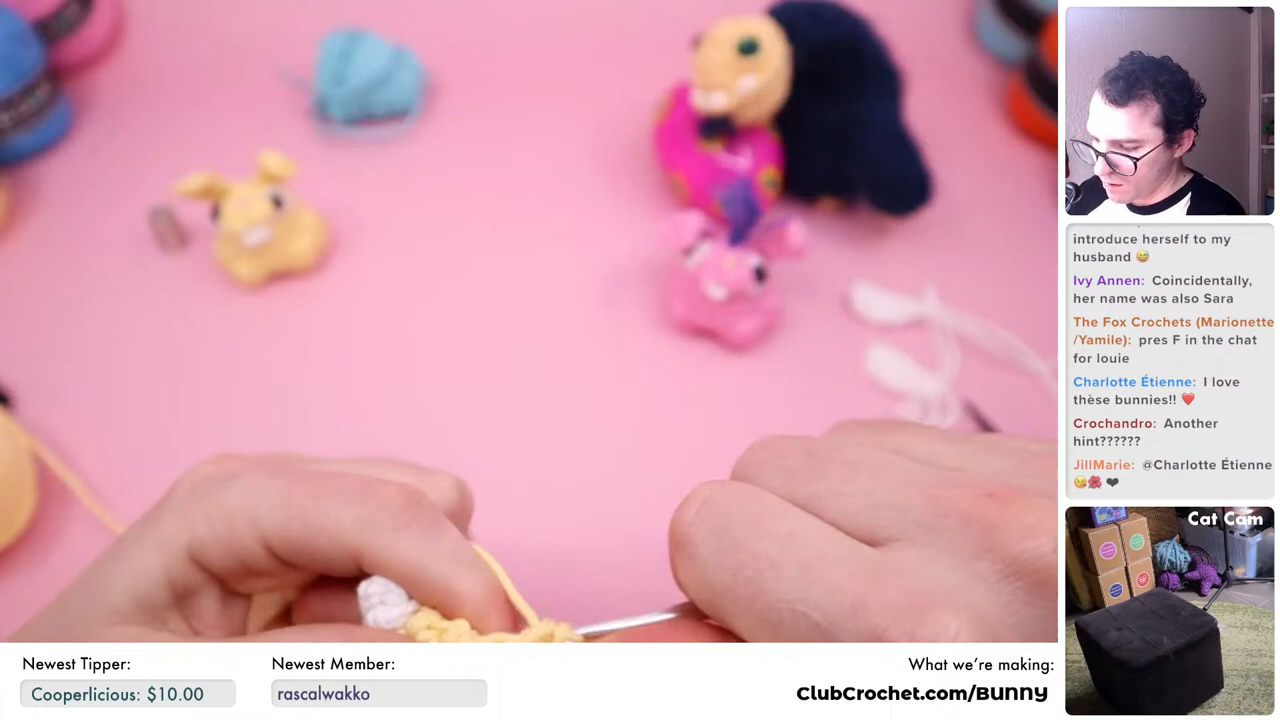 introduce herself to my
husband 😅
Ivy Annen: Coincidentally,
her name was also Sara
The Fox Crochets (Marionette
/Yamile): pres F in the chat
for louie
Charlotte Étienne: I love
thèse bunnies!! ❤️
Crochandro: Another
hint??????
JillMarie: @Charlotte Étienne
😘🌺 ❤
Cat Cam
Newest Tipper:
Cooperlicious: $10.00
Newest Member:
rascalwakko
What we're making:
ClubCrochet.com/BUNNY